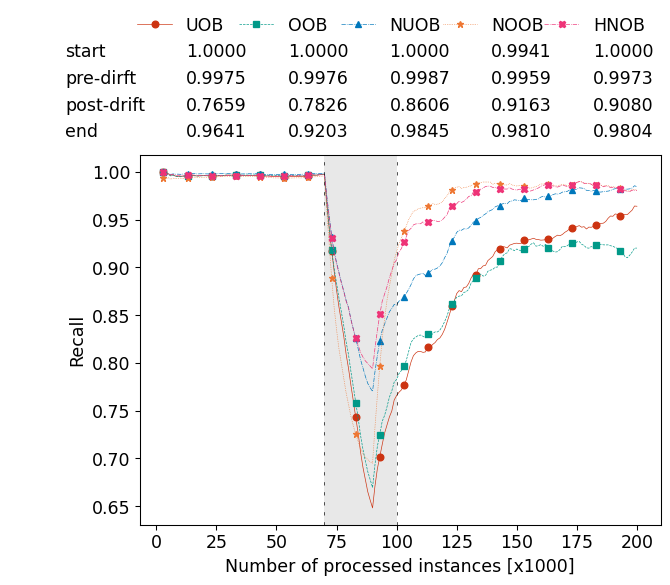 UOB OOB NUOB NOOB HNOB
start 1.0000 1.0000 1.0000 0.9941 1.0000
pre-dirft 0.9975 0.9976 0.9987 0.9959 0.9973
post-drift 0.7659 0.7826 0.8606 0.9163 0.9080
end 0.9641 0.9203 0.9845 0.9810 0.9804
1.00
0.95
0.90
0.85
0.80
0.75
0.70
0.65
Recall
0 25 50 75 100 125 150 175 200
Number of processed instances [x1000]